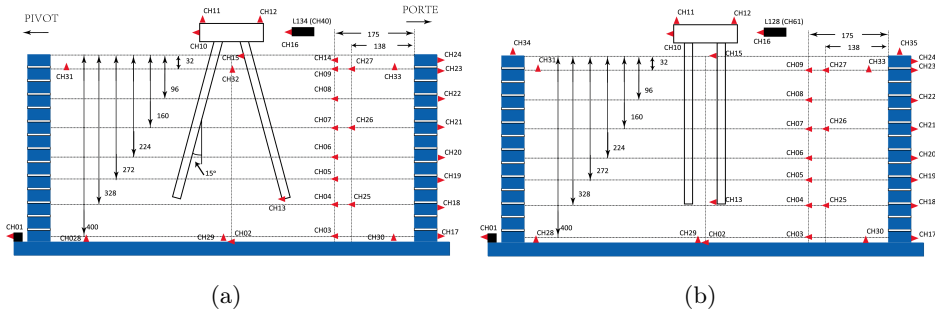 PIVOT
PORTE
CH11
CH12
L134 (CH40)
CH10
CH16
175
138
CH15
CH14
CH24
32
CH31
CH32
CH09
CH27
CH33
CH23
96
CH08
CH22
160
CH07
CH26
CH21
224
CH06
CH20
272
15°
CH05
CH19
328
CH13
CH04
CH25
CH18
400
CH01
CH028
CH29
CH02
CH03
CH30
CH17
(a)
CH11
CH12
L128 (CH61)
CH10
CH16
175
138
CH34
CH35
CH15
CH24
32
CH31
CH09
CH27
CH33
CH23
96
CH08
CH22
160
CH07
CH26
CH21
224
CH06
CH20
272
CH05
CH19
328
CH13
CH04
CH25
CH18
400
CH01
CH28
CH29
CH02
CH03
CH30
CH17
(b)